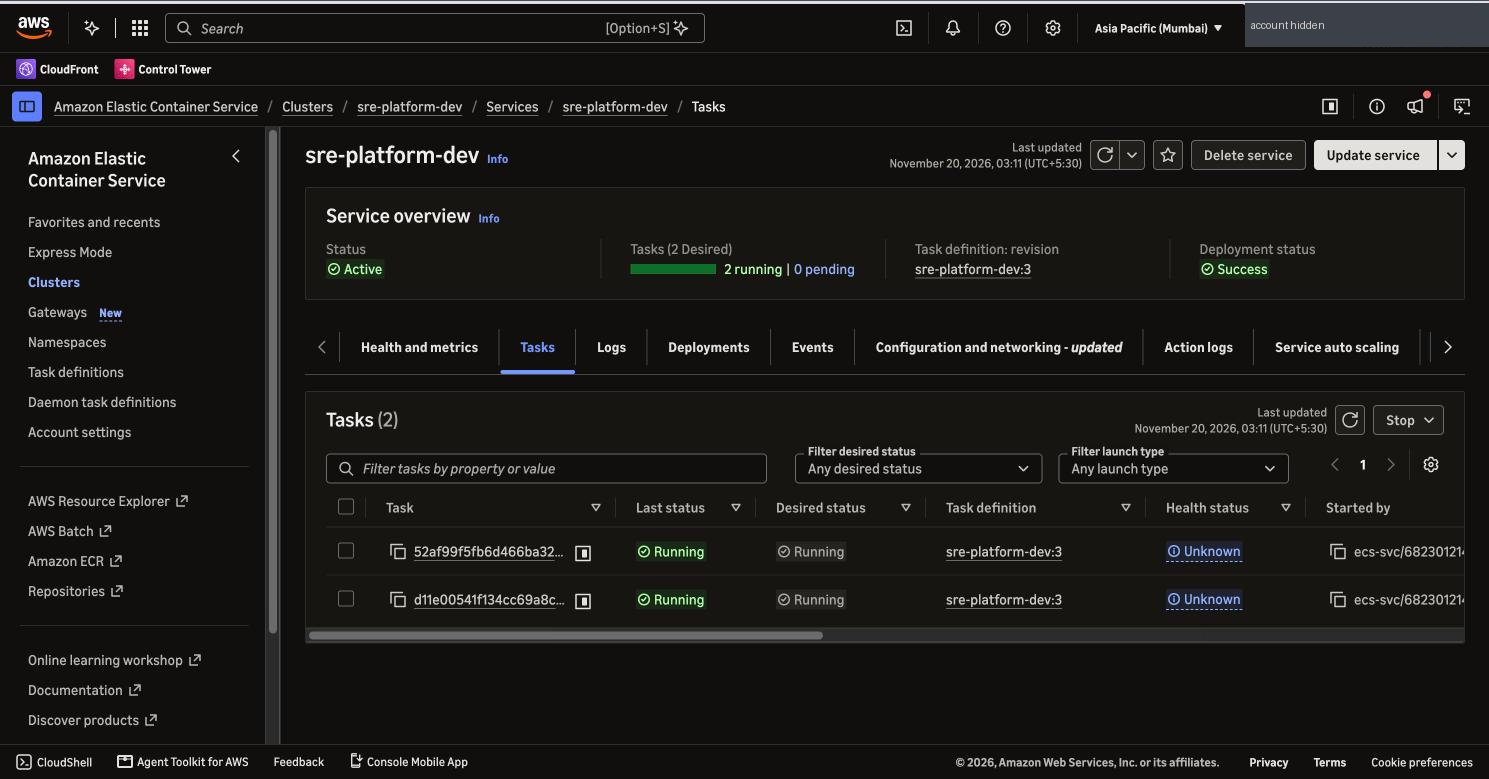 aws
Search [Option+S]
Asia Pacific (Mumbai)
account hidden
CloudFront
Control Tower
Amazon Elastic Container Service / Clusters / sre-platform-dev / Services / sre-platform-dev / Tasks
Amazon Elastic
Container Service
Favorites and recents
Express Mode
Clusters
Gateways New
Namespaces
Task definitions
Daemon task definitions
Account settings
AWS Resource Explorer
AWS Batch
Amazon ECR
Repositories
Online learning workshop
Documentation
Discover products
sre-platform-dev Info
Last updated
November 20, 2026, 03:11 (UTC+5:30)
Delete service
Update service
Service overview Info
Status
Active
Tasks (2 Desired)
2 running | 0 pending
Task definition: revision
sre-platform-dev:3
Deployment status
Success
Health and metrics
Tasks
Logs
Deployments
Events
Configuration and networking - updated
Action logs
Service auto scaling
Tasks (2)
Last updated
November 20, 2026, 03:11 (UTC+5:30)
Stop
Filter tasks by property or value
Filter desired status
Any desired status
Filter launch type
Any launch type
1
Task Last status Desired status Task definition Health status Started by
52af99f5fb6d466ba32... Running Running sre-platform-dev:3 Unknown ecs-svc/68230121
d11e00541f134cc69a8c... Running Running sre-platform-dev:3 Unknown ecs-svc/68230121
CloudShell
Agent Toolkit for AWS
Feedback
Console Mobile App
© 2026, Amazon Web Services, Inc. or its affiliates.
Privacy
Terms
Cookie preferences